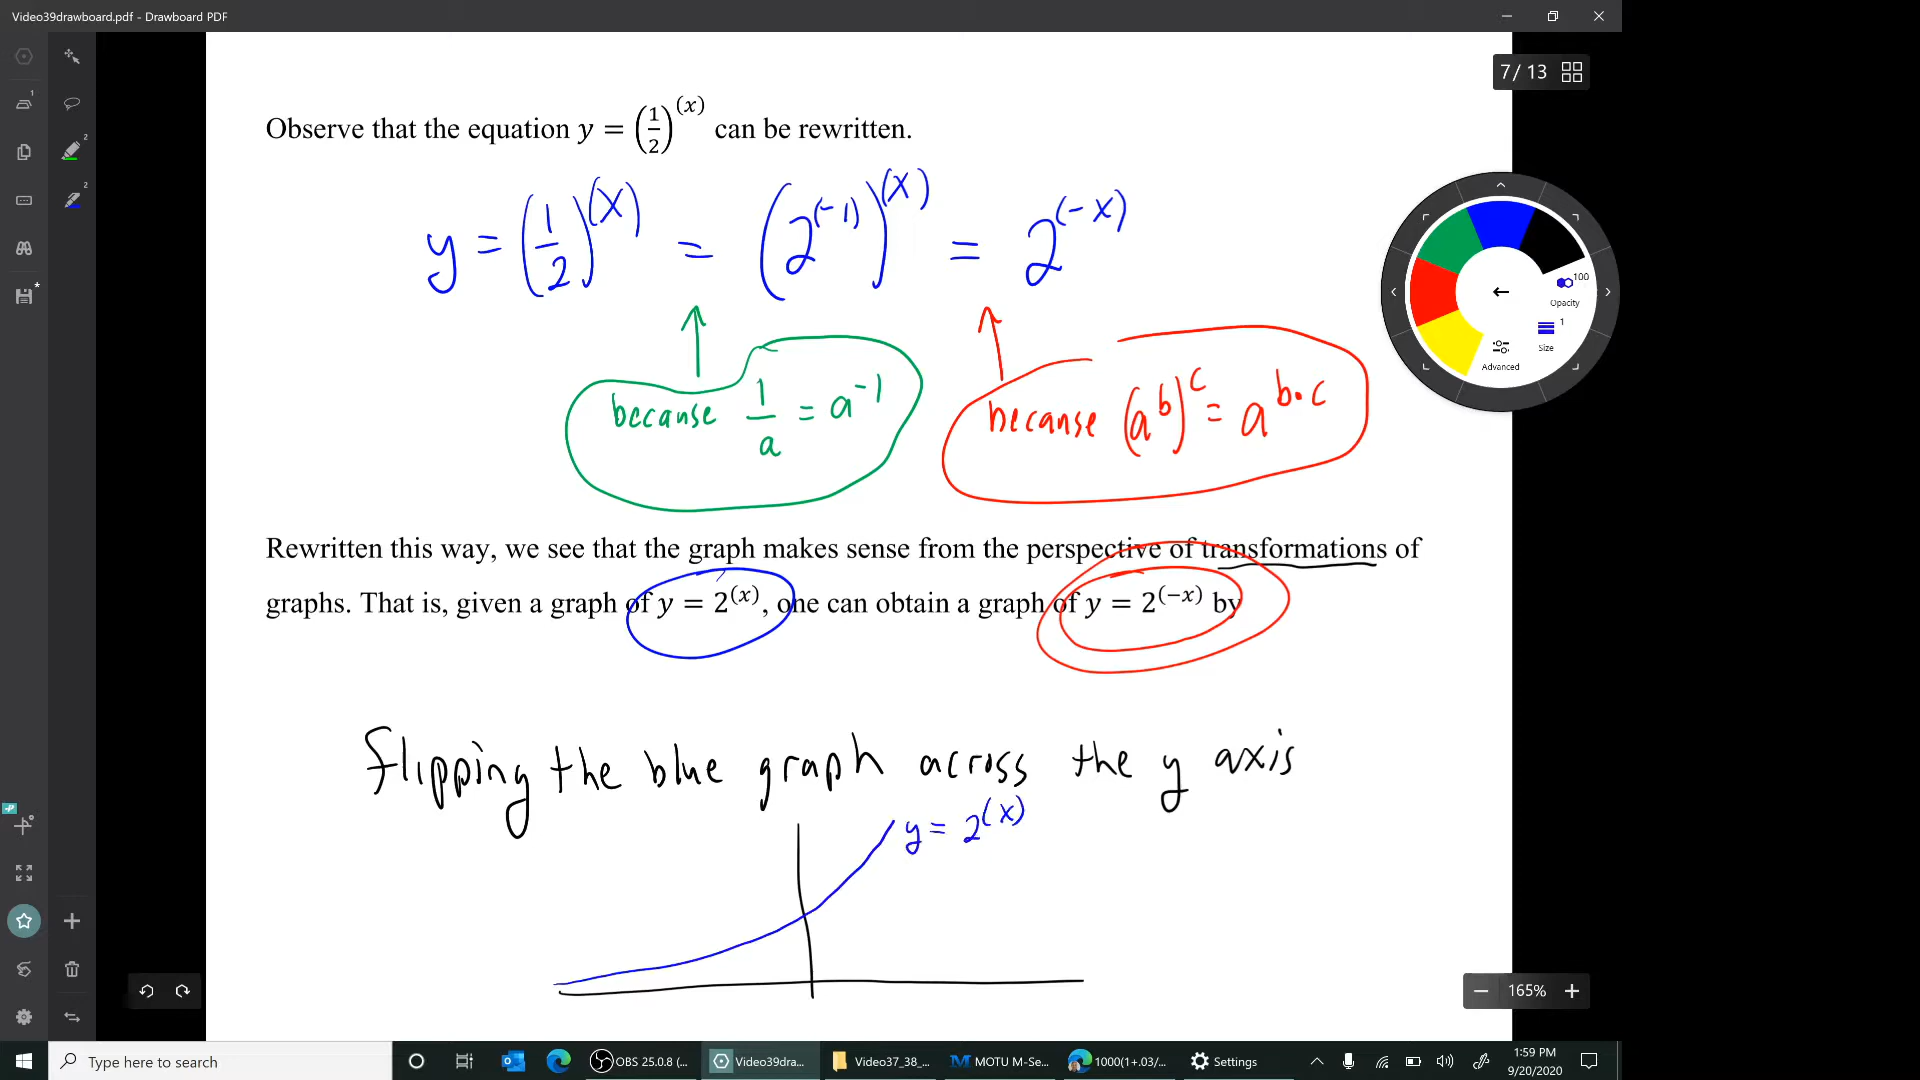 Video39drawboard.pdf - Drawboard PDF
7 / 13
Observe that the equation y = (1/2)^(x) can be rewritten.
y = (1/2)^(x) = (2^(-1))^(x) = 2^(-x)
because 1/a = a^-1
because (a^b)^c = a^b•c
100
Opacity
1
Size
Advanced
Rewritten this way, we see that the graph makes sense from the perspective of transformations of
graphs. That is, given a graph of y = 2^(x), one can obtain a graph of y = 2^(−x) by
flipping the blue graph across the y axis
y = 2^(x)
165%
Type here to search
OBS 25.0.8 (...
Video39dra...
Video37_38_...
MOTU M-Se...
1000(1+.03/...
Settings
1:59 PM
9/20/2020